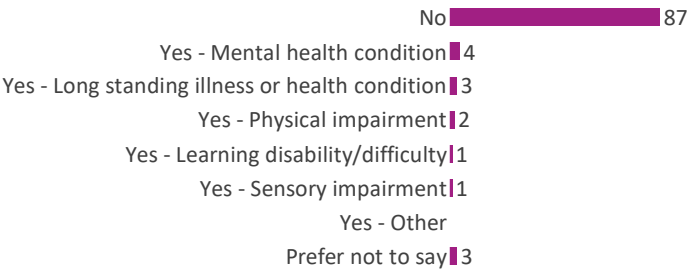 No 87
Yes - Mental health condition 4
Yes - Long standing illness or health condition 3
Yes - Physical impairment 2
Yes - Learning disability/difficulty 1
Yes - Sensory impairment 1
Yes - Other
Prefer not to say 3